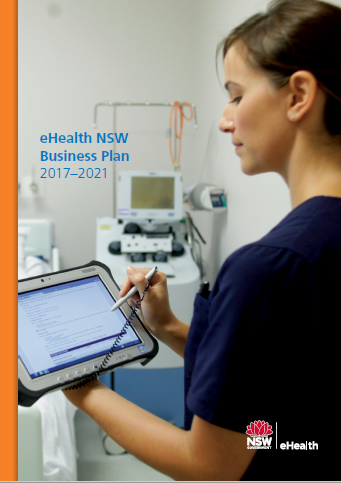 eHealth NSW
Business Plan
2017–2021
NSW
GOVERNMENT
eHealth